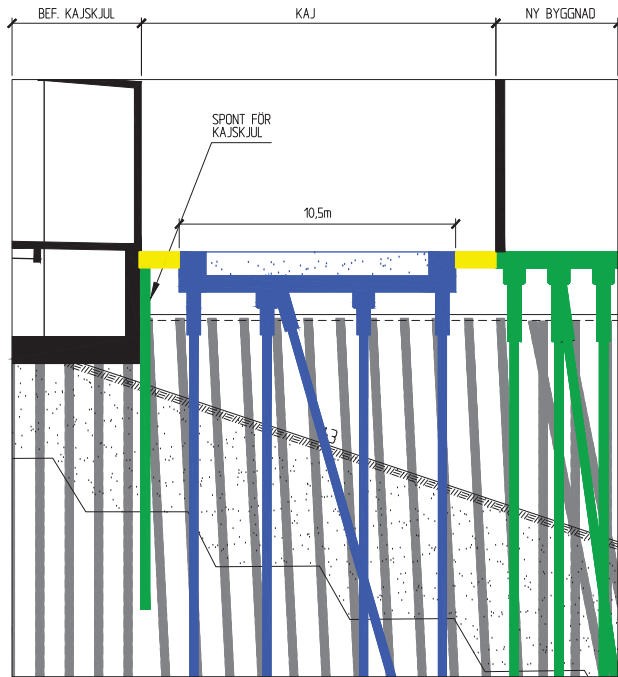 BEF. KAJSKJUL
KAJ
NY BYGGNAD
SPONT FÖR
KAJSKJUL
10,5m